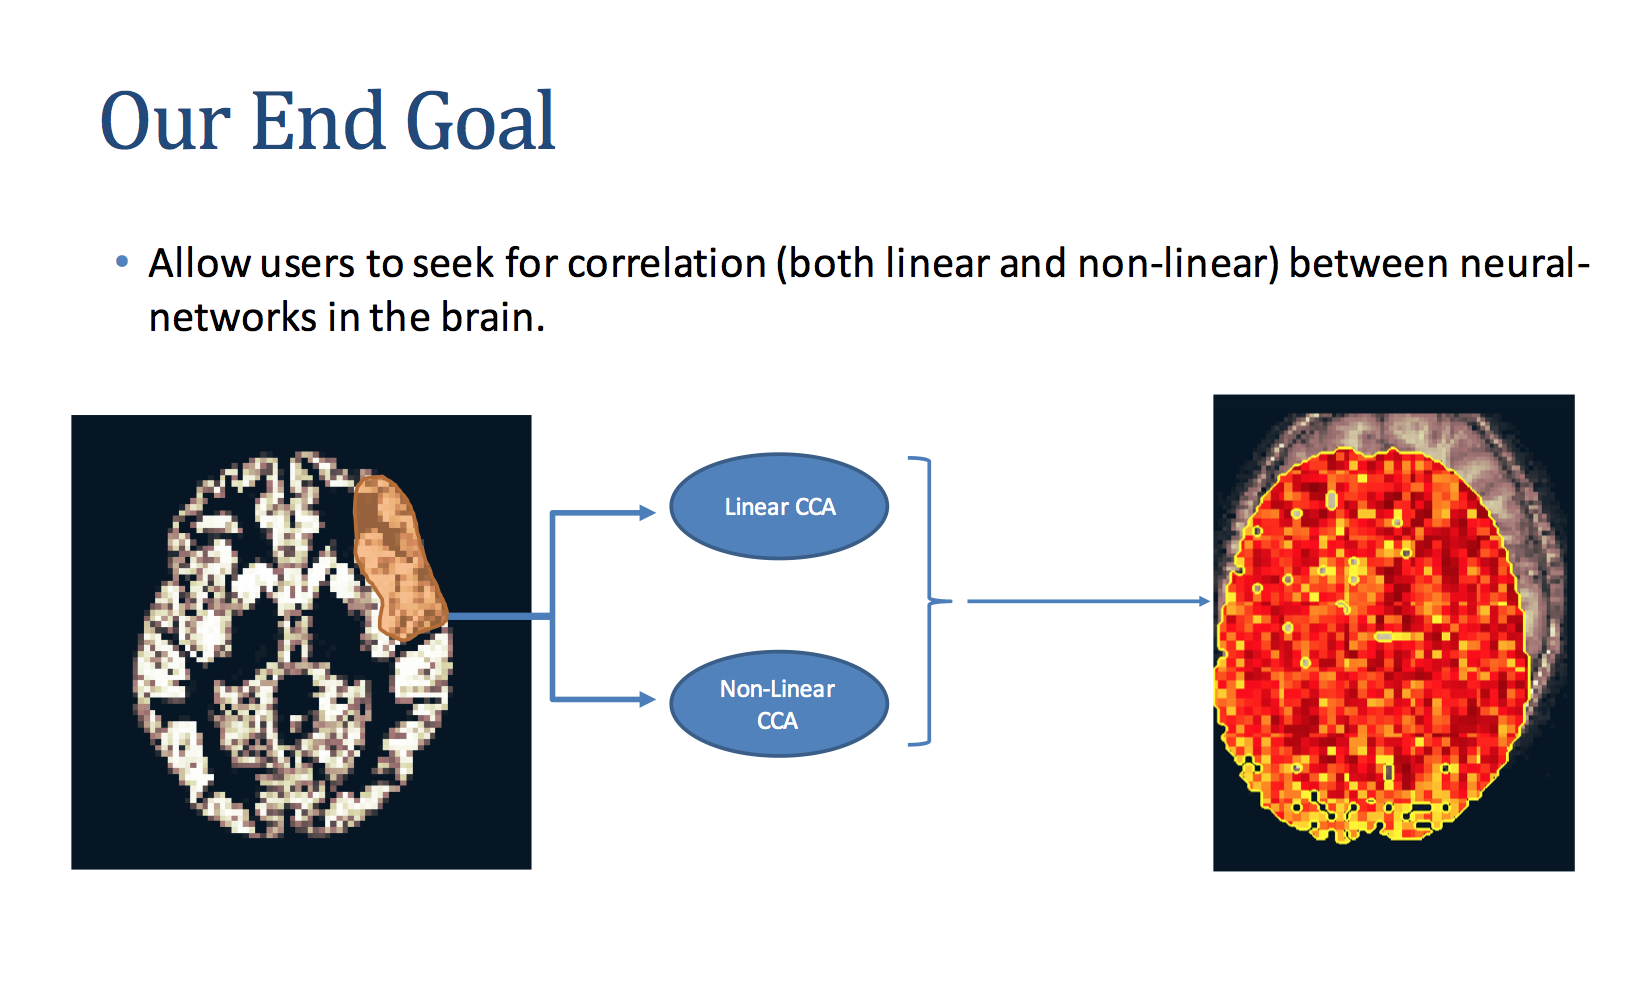 Our End Goal
• Allow users to seek for correlation (both linear and non-linear) between neural-
networks in the brain.
Linear CCA
Non-Linear
CCA